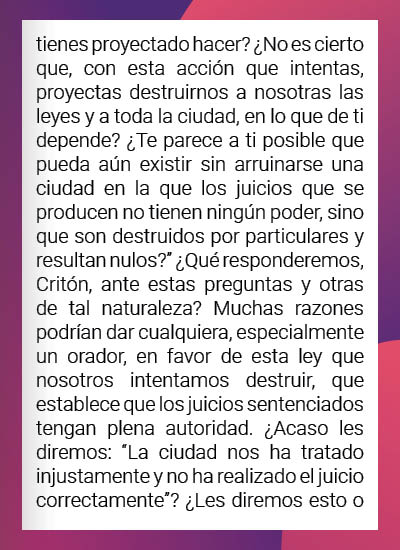 tienes proyectado hacer? ¿No es cierto
que, con esta acción que intentas,
proyectas destruirnos a nosotras las
leyes y a toda la ciudad, en lo que de ti
depende? ¿Te parece a ti posible que
pueda aún existir sin arruinarse una
ciudad en la que los juicios que se
producen no tienen ningún poder, sino
que son destruidos por particulares y
resultan nulos?” ¿Qué responderemos,
Critón, ante estas preguntas y otras
de tal naturaleza? Muchas razones
podrían dar cualquiera, especialmente
un orador, en favor de esta ley que
nosotros intentamos destruir, que
establece que los juicios sentenciados
tengan plena autoridad. ¿Acaso les
diremos: “La ciudad nos ha tratado
injustamente y no ha realizado el juicio
correctamente”? ¿Les diremos esto o